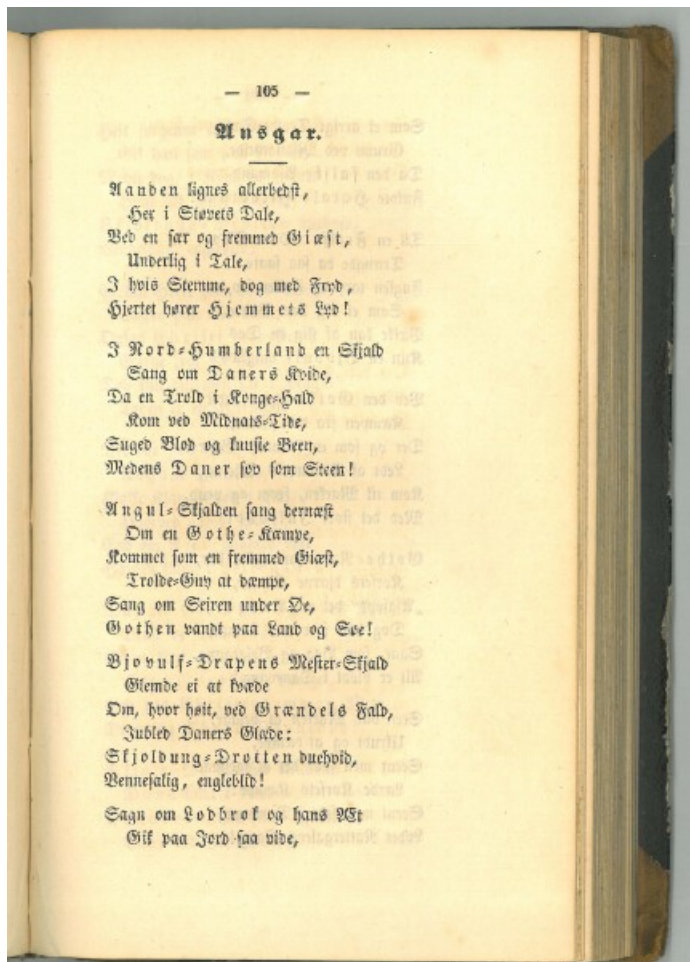 — 105 —
Ansgar.
Aanden lignes allerbedst,
Her i Støvets Dale,
Ved en sær og fremmed Giæst,
Underlig i Tale,
I hvis Stemme, dog med Fryd,
Hjertet hører Hjemmets Lyd!
I Nord-Humberland en Skjald
Sang om Daners Kvide,
Da en Trold i Konge-Hald
Kom ved Midnats-Tide,
Suged Blod og knuste Been,
Medens Daner sov som Steen!
Angul-Skjalden sang dernæst
Om en Gothe-Kæmpe,
Kommet som en fremmed Giæst,
Trolde-Gny at dæmpe,
Sang om Seiren under Øe,
Gothen vandt paa Land og Søe!
Bjovulf-Drapens Mester-Skjald
Glemde ei at kvæde
Om, hvor høit, ved Grændels Fald,
Jubled Daners Glæde:
Skjoldung-Drotten duehvid,
Vennesalig, engleblid!
Sagn om Lodbrok og hans Æt
Gik paa Jord saa vide,